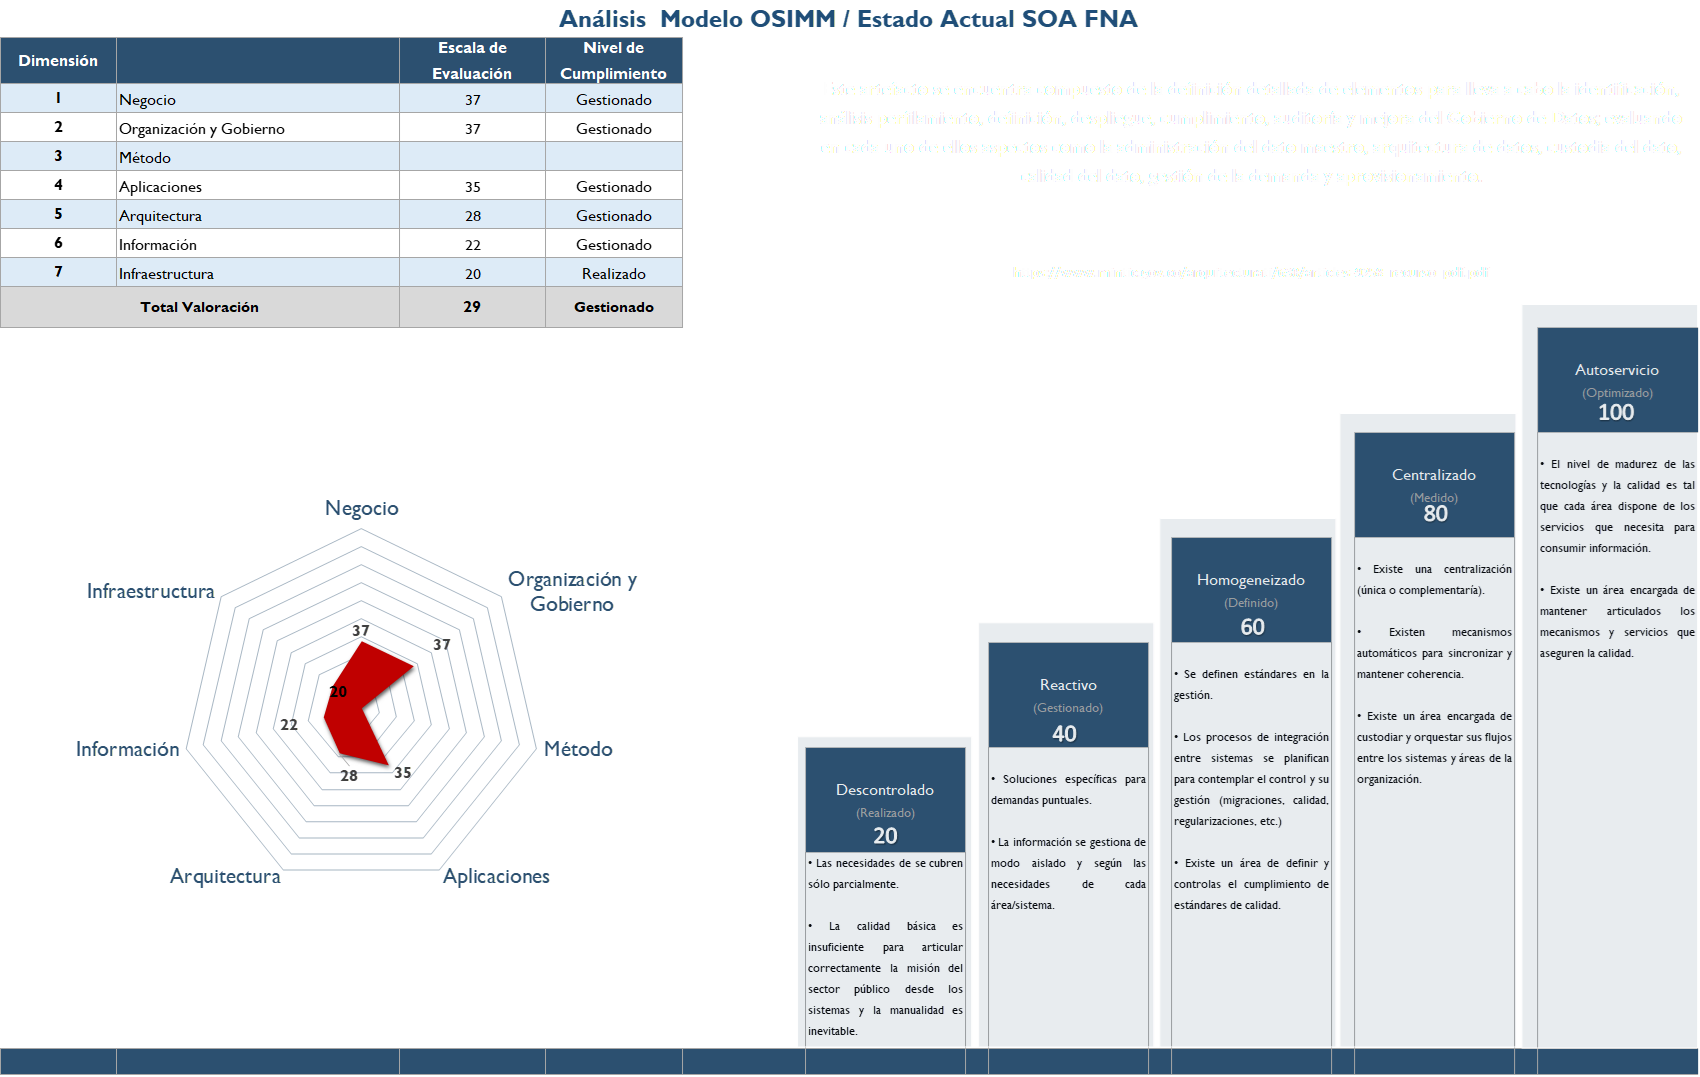 Análisis  Modelo OSIMM / Estado Actual SOA FNA
Dimensión
Escala de
Evaluación
Nivel de
Cumplimiento
1 Negocio 37 Gestionado
2 Organización y Gobierno 37 Gestionado
3 Método
4 Aplicaciones 35 Gestionado
5 Arquitectura 28 Gestionado
6 Información 22 Gestionado
7 Infraestructura 20 Realizado
Total Valoración 29 Gestionado
Negocio
Organización y
Gobierno
Método
Aplicaciones
Arquitectura
Información
Infraestructura
37
37
35
28
22
20
Descontrolado
(Realizado)
20
• Las necesidades de se cubren
sólo parcialmente.
• La calidad básica es
insuficiente para articular
correctamente la misión del
sector público desde los
sistemas y la manualidad es
inevitable.
Reactivo
(Gestionado)
40
• Soluciones específicas para
demandas puntuales.
• La información se gestiona de
modo aislado y según las
necesidades de cada
área/sistema.
Homogeneizado
(Definido)
60
• Se definen estándares en la
gestión.
• Los procesos de integración
entre sistemas se planifican
para contemplar el control y su
gestión (migraciones, calidad,
regularizaciones, etc.)
• Existe un área de definir y
controlas el cumplimiento de
estándares de calidad.
Centralizado
(Medido)
80
• Existe una centralización
(única o complementaría).
• Existen mecanismos
automáticos para sincronizar y
mantener coherencia.
• Existe un área encargada de
custodiar y orquestar sus flujos
entre los sistemas y áreas de la
organización.
Autoservicio
(Optimizado)
100
• El nivel de madurez de las
tecnologías y la calidad es tal
que cada área dispone de los
servicios que necesita para
consumir información.
• Existe un área encargada de
mantener articulados los
mecanismos y servicios que
aseguren la calidad.